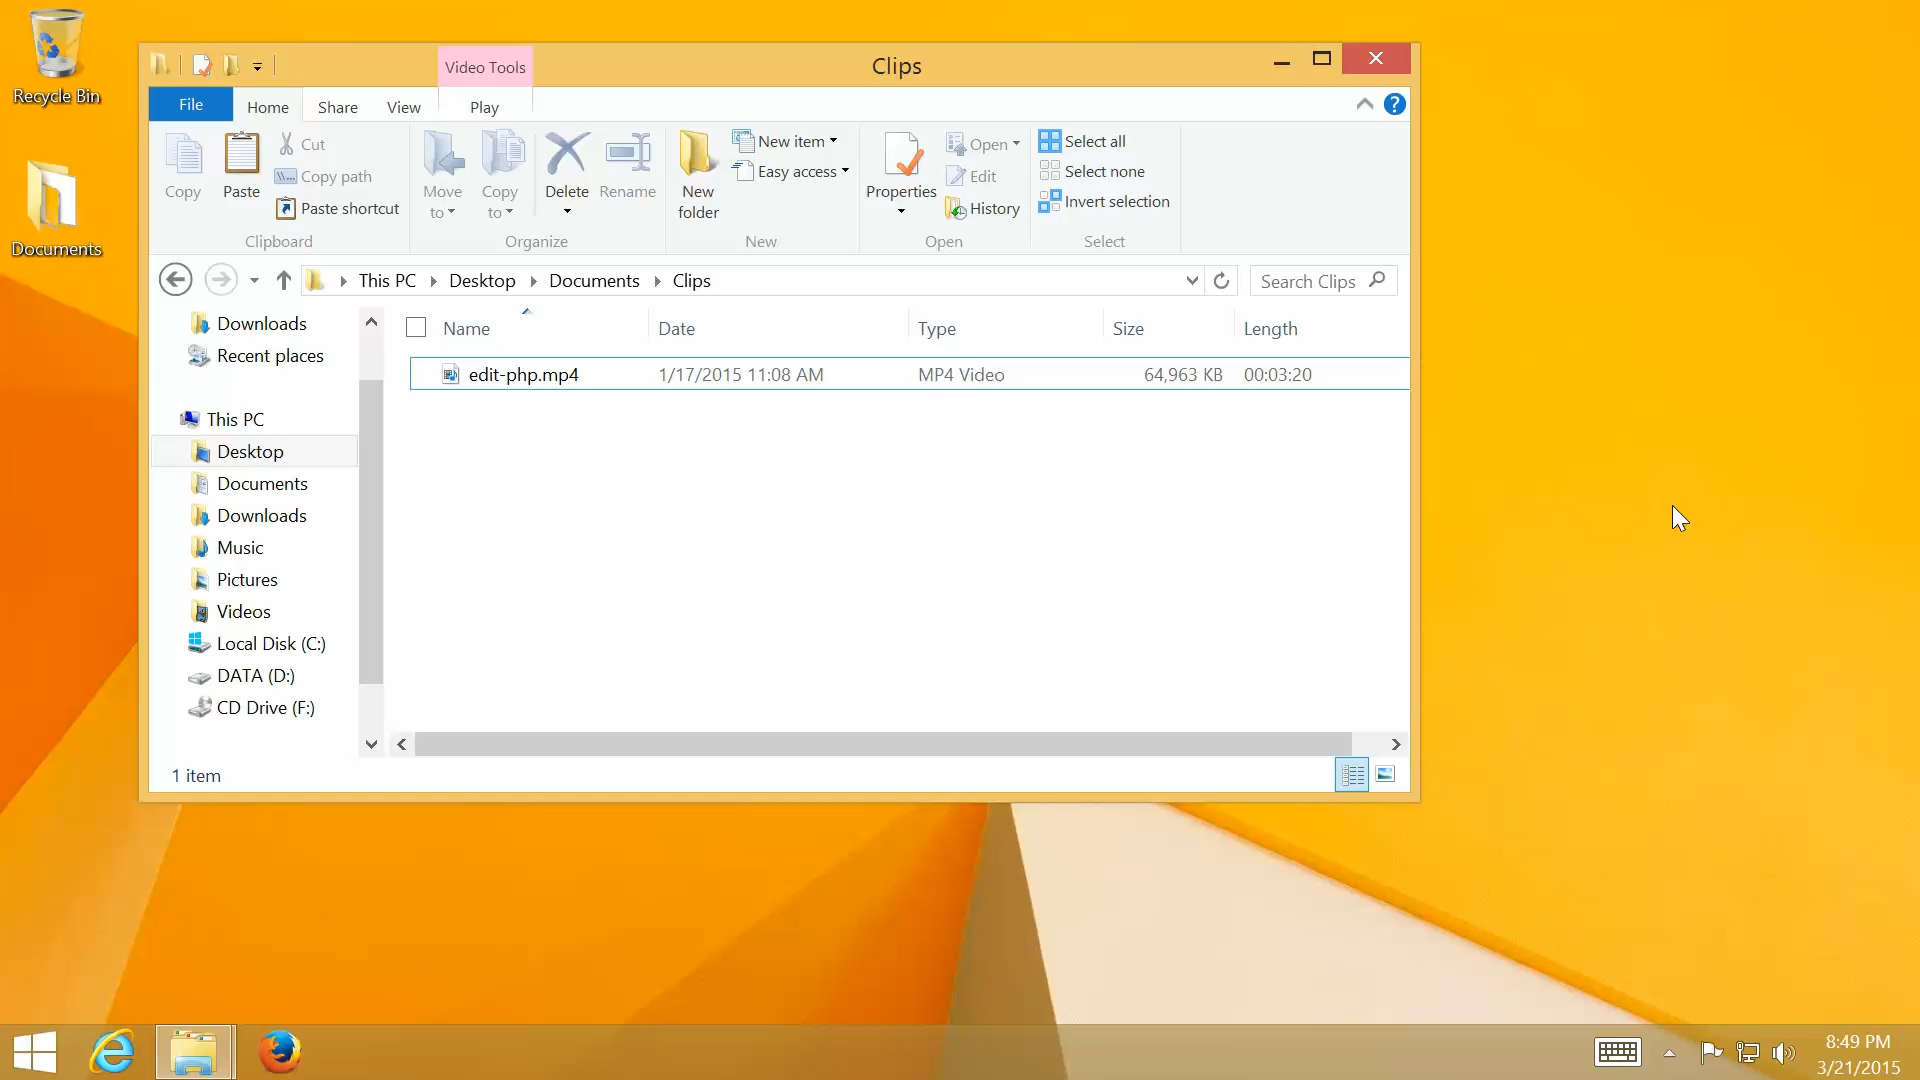 Recycle Bin
Documents
Video Tools
Clips
File Home Share View Play
Copy
Paste
Cut
Copy path
Paste shortcut
Clipboard
Move to
Copy to
Delete
Rename
Organize
New folder
New item
Easy access
New
Properties
Open
Edit
History
Open
Select all
Select none
Invert selection
Select
This PC Desktop Documents Clips
Search Clips
Downloads
Recent places
This PC
Desktop
Documents
Downloads
Music
Pictures
Videos
Local Disk (C:)
DATA (D:)
CD Drive (F:)
Name Date Type Size Length
edit-php.mp4 1/17/2015 11:08 AM MP4 Video 64,963 KB 00:03:20
1 item
8:49 PM
3/21/2015